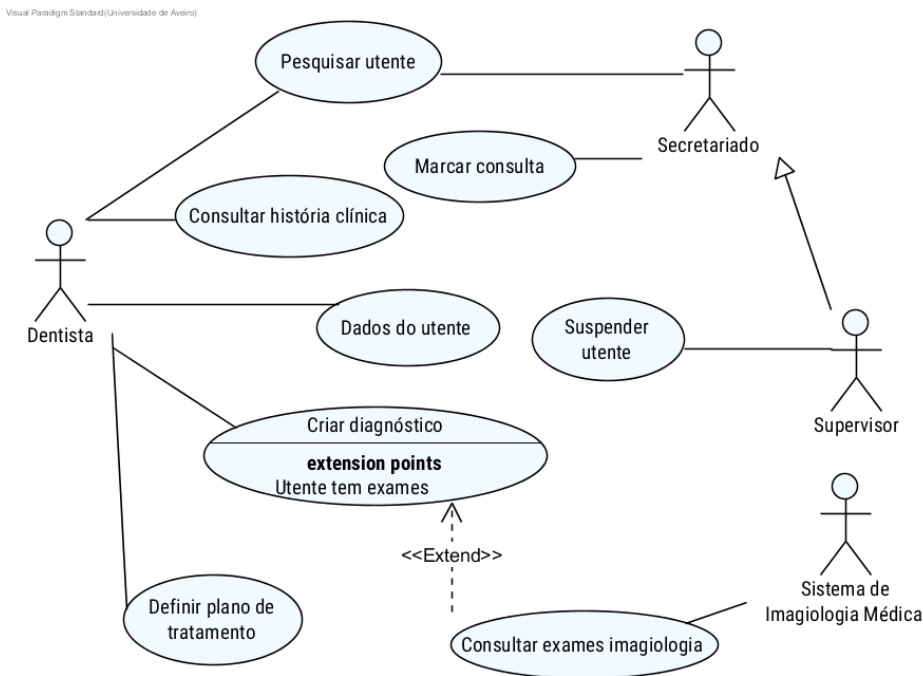 Visual Paradigm Standard(Universidade de Aveiro)
Pesquisar utente
Secretariado
Marcar consulta
Consultar história clínica
Dentista
Dados do utente
Suspender
utente
Supervisor
Criar diagnóstico
extension points
Utente tem exames
<<Extend>>
Sistema de
Imagiologia Médica
Definir plano de
tratamento
Consultar exames imagiologia